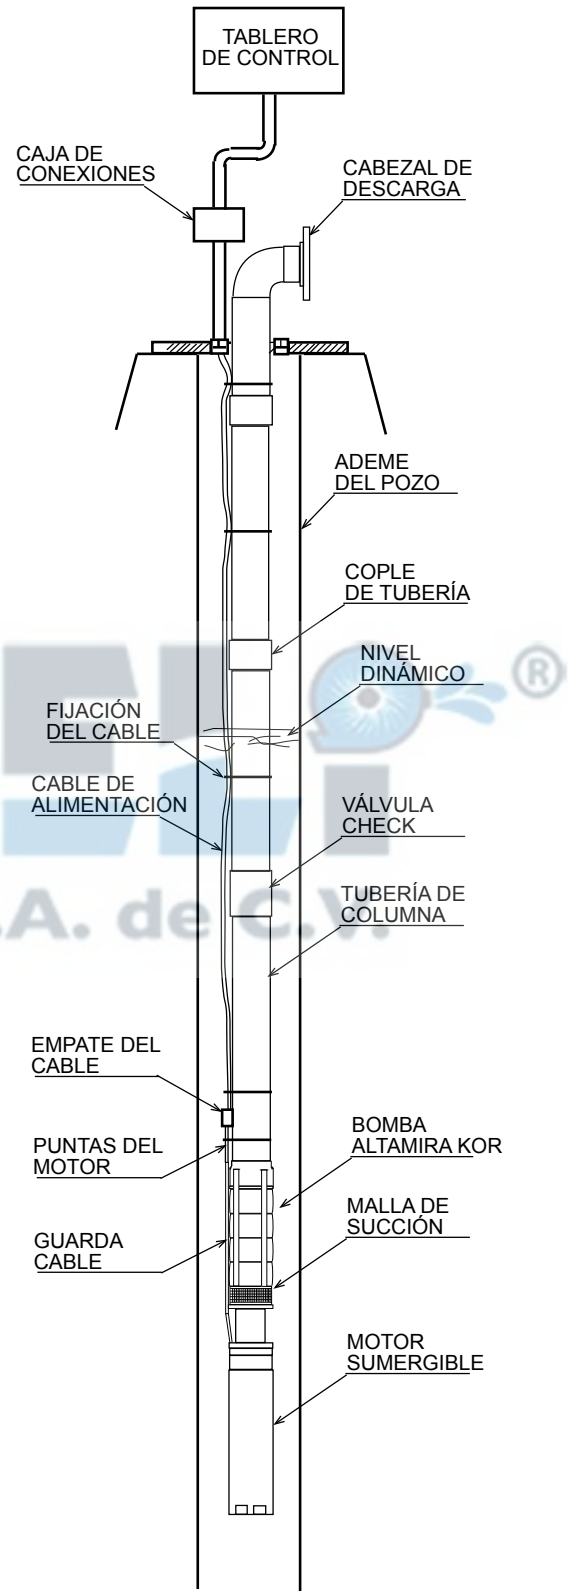 TABLERO
DE CONTROL
CAJA DE
CONEXIONES
CABEZAL DE
DESCARGA
ADEME
DEL POZO
COPLE
DE TUBERÍA
NIVEL
DINÁMICO
®
FIJACIÓN
DEL CABLE
CABLE DE
ALIMENTACIÓN
VÁLVULA
CHECK
TUBERÍA DE
COLUMNA
.A. de C.V.
EMPATE DEL
CABLE
PUNTAS DEL
MOTOR
BOMBA
ALTAMIRA KOR
MALLA DE
SUCCIÓN
GUARDA
CABLE
MOTOR
SUMERGIBLE